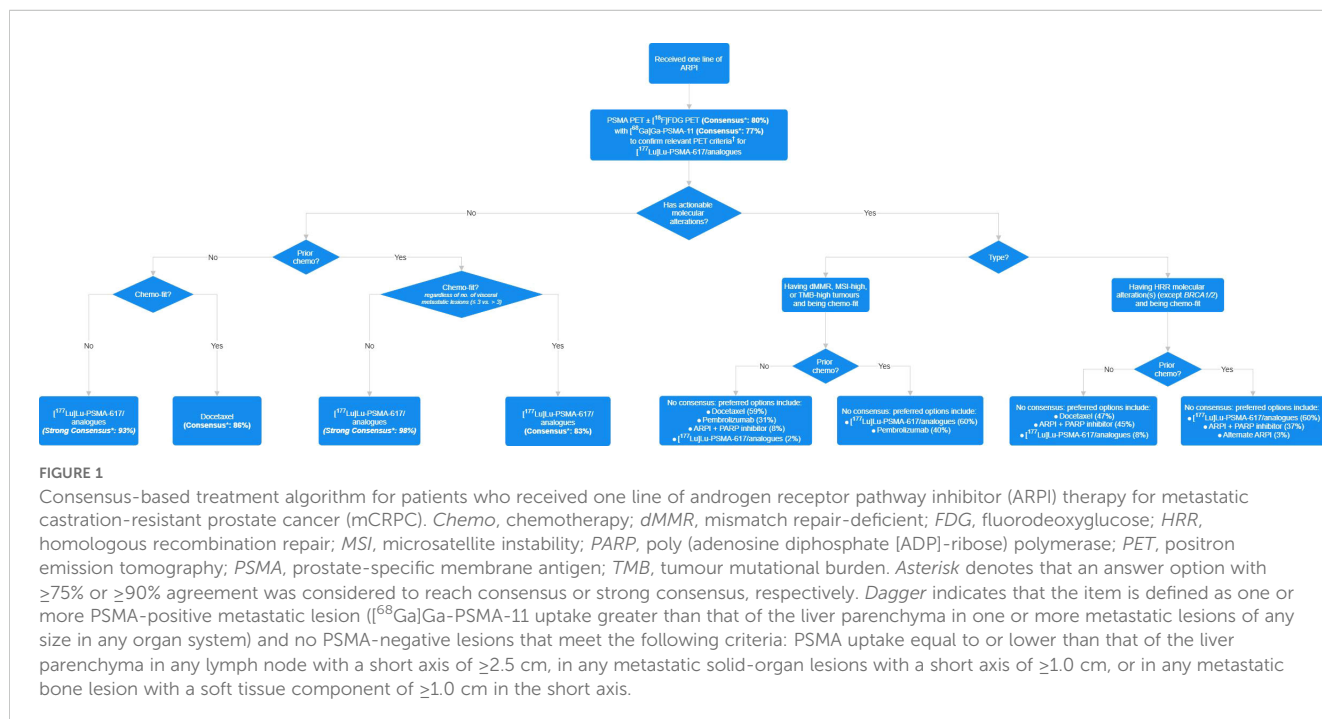 Received one line of
ARPI
PSMA PET ± [¹⁸F]FDG PET (Consensus*: 80%)
with [⁶⁸Ga]Ga-PSMA-11 (Consensus*: 77%)
to confirm relevant PET criteria† for
[¹⁷⁷Lu]Lu-PSMA-617/analogues
Has actionable
molecular
alterations?
No
Yes
Prior
chemo?
Type?
No
Yes
Chemo-fit?
Chemo-fit?
regardless of no. of visceral
metastatic lesions (≤ 3 vs. > 3)
Having dMMR, MSI-high,
or TMB-high tumours
and being chemo-fit
Having HRR molecular
alteration(s) (except BRCA1/2)
and being chemo-fit
No
Yes
No
Yes
Prior
chemo?
Prior
chemo?
No
Yes
No
Yes
[¹⁷⁷Lu]Lu-PSMA-617/
analogues
(Strong Consensus*: 93%)
Docetaxel
(Consensus*: 86%)
[¹⁷⁷Lu]Lu-PSMA-617/
analogues
(Strong Consensus*: 98%)
[¹⁷⁷Lu]Lu-PSMA-617/
analogues
(Consensus*: 83%)
No consensus: preferred options include:
● Docetaxel (59%)
● Pembrolizumab (31%)
● ARPI + PARP inhibitor (8%)
● [¹⁷⁷Lu]Lu-PSMA-617/analogues (2%)
No consensus: preferred options include:
● [¹⁷⁷Lu]Lu-PSMA-617/analogues (60%)
● Pembrolizumab (40%)
No consensus: preferred options include:
● Docetaxel (47%)
● ARPI + PARP inhibitor (45%)
● [¹⁷⁷Lu]Lu-PSMA-617/analogues (8%)
No consensus: preferred options include:
● [¹⁷⁷Lu]Lu-PSMA-617/analogues (60%)
● ARPI + PARP inhibitor (37%)
● Alternate ARPI (3%)
FIGURE 1
Consensus-based treatment algorithm for patients who received one line of androgen receptor pathway inhibitor (ARPI) therapy for metastatic
castration-resistant prostate cancer (mCRPC). Chemo, chemotherapy; dMMR, mismatch repair-deficient; FDG, fluorodeoxyglucose; HRR,
homologous recombination repair; MSI, microsatellite instability; PARP, poly (adenosine diphosphate [ADP]-ribose) polymerase; PET, positron
emission tomography; PSMA, prostate-specific membrane antigen; TMB, tumour mutational burden. Asterisk denotes that an answer option with
≥75% or ≥90% agreement was considered to reach consensus or strong consensus, respectively. Dagger indicates that the item is defined as one or
more PSMA-positive metastatic lesion ([⁶⁸Ga]Ga-PSMA-11 uptake greater than that of the liver parenchyma in one or more metastatic lesions of any
size in any organ system) and no PSMA-negative lesions that meet the following criteria: PSMA uptake equal to or lower than that of the liver
parenchyma in any lymph node with a short axis of ≥2.5 cm, in any metastatic solid-organ lesions with a short axis of ≥1.0 cm, or in any metastatic
bone lesion with a soft tissue component of ≥1.0 cm in the short axis.